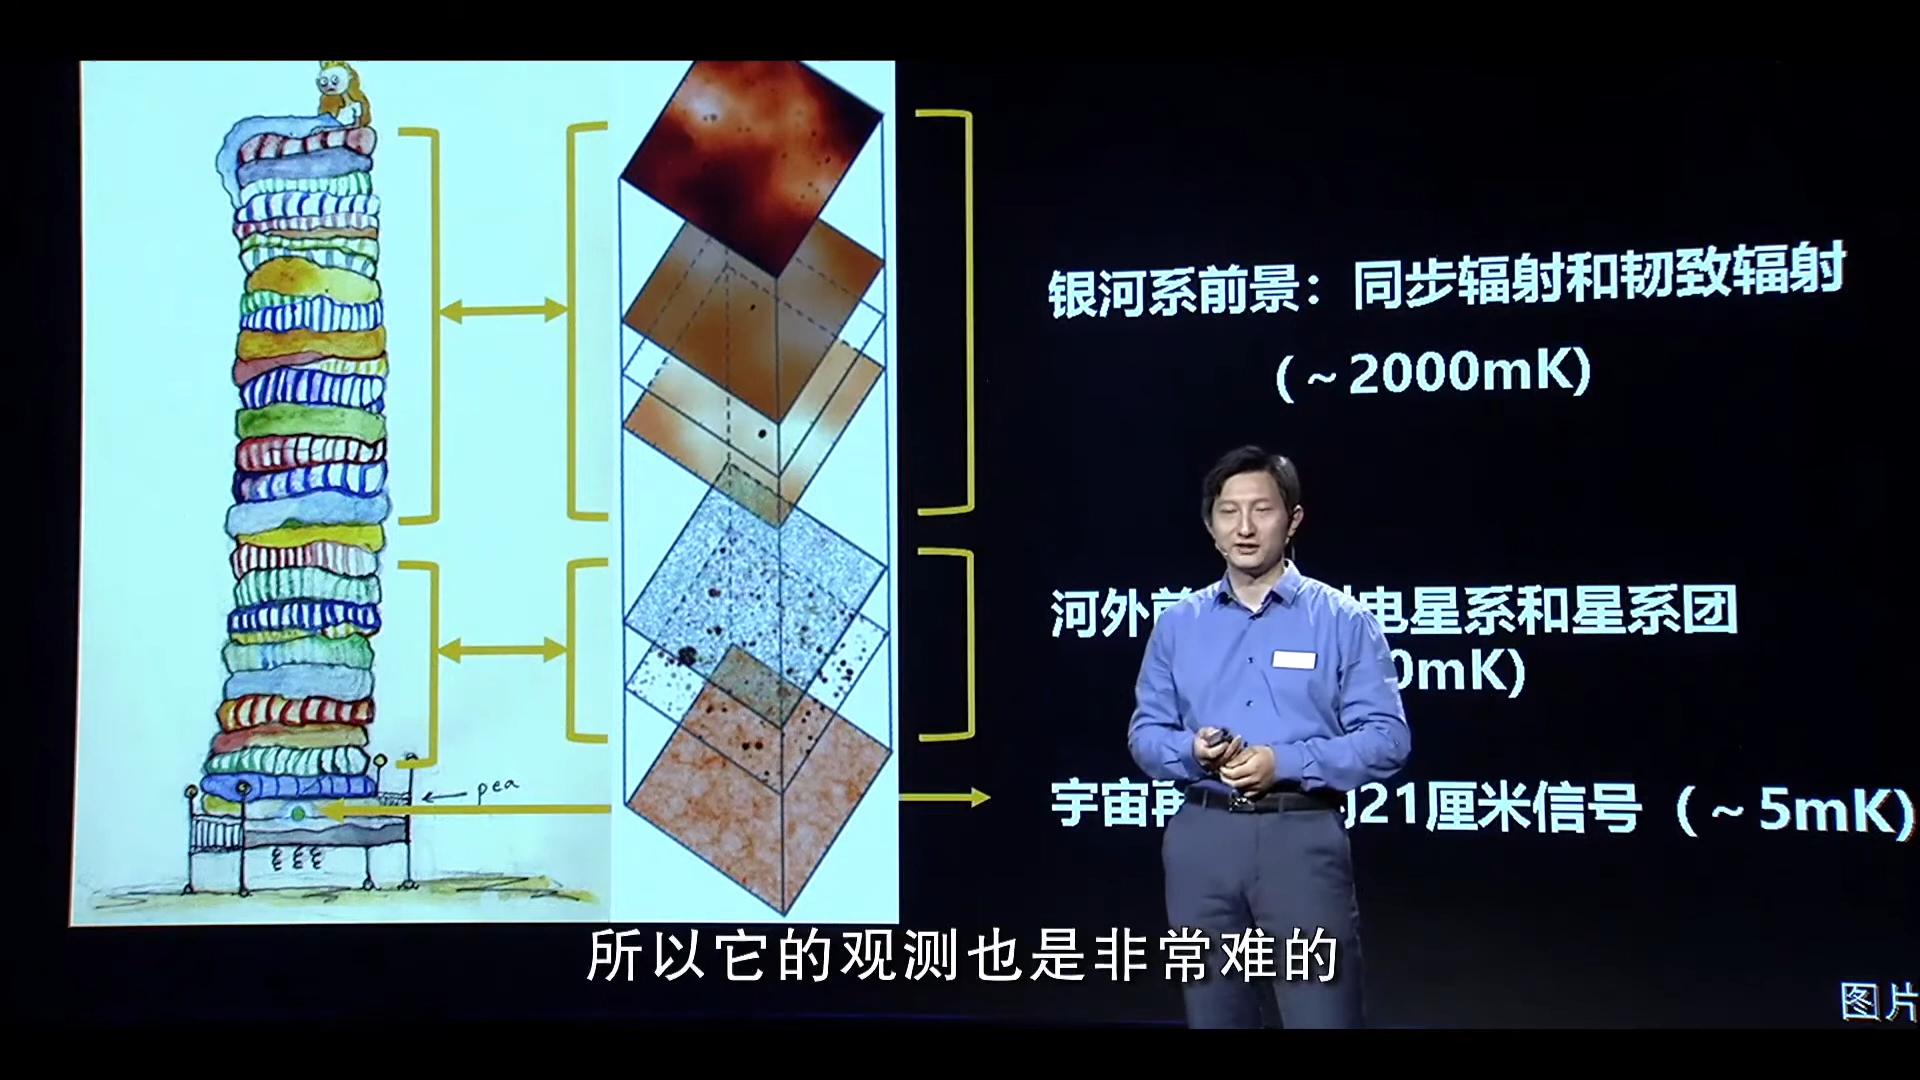 银河系前景：同步辐射和韧致辐射
(~2000mK)
河外
电星系和星系团
0mK)
pea
宇宙
21厘米信号（~5mK)
所以它的观测也是非常难的
图片